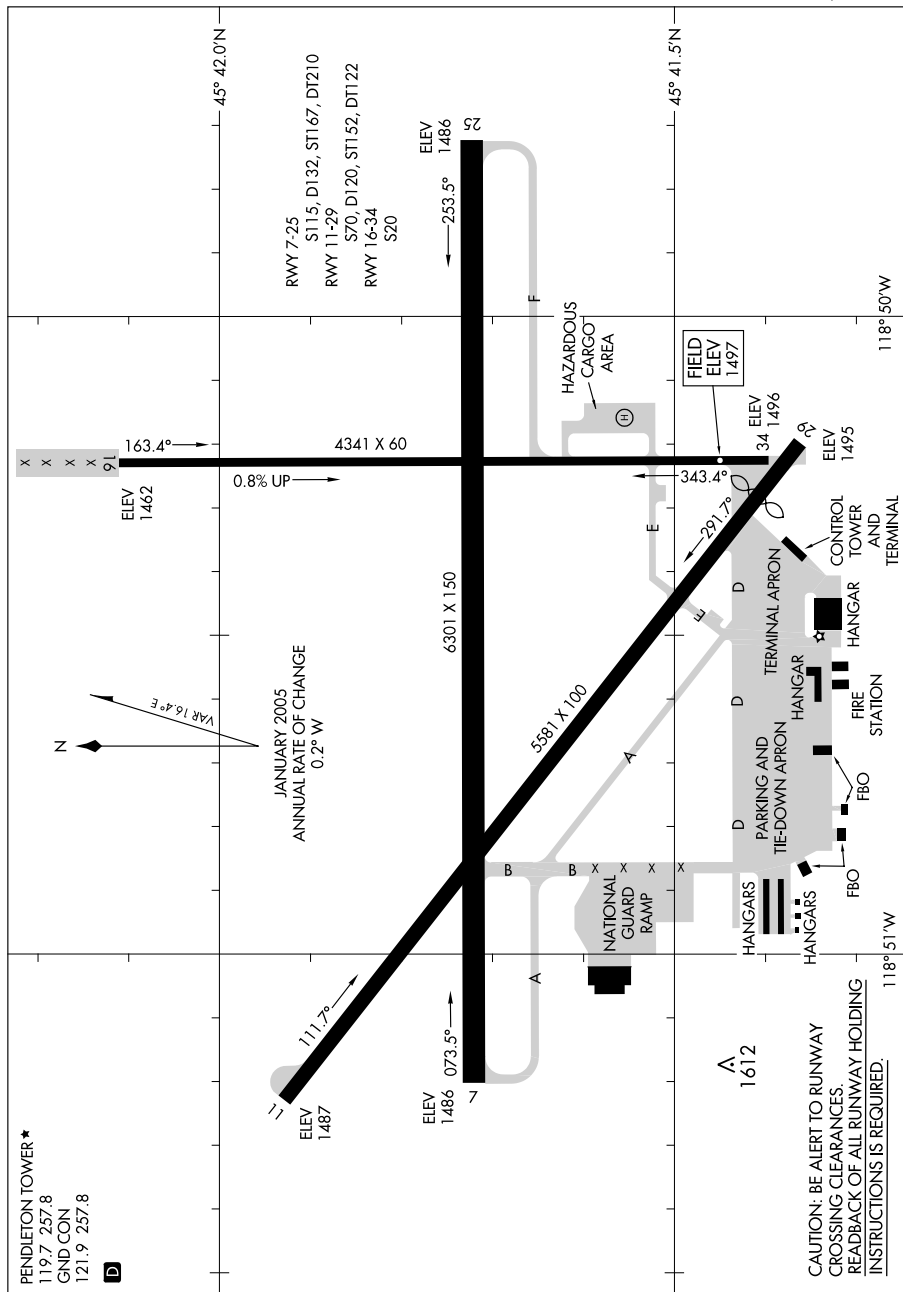 PENDLETON TOWER ★
119.7 257.8
GND CON
121.9 257.8
D
N
VAR 16.4° E
JANUARY 2005
ANNUAL RATE OF CHANGE
0.2° W
RWY 7-25
S115, D132, ST167, DT210
RWY 11-29
S70, D120, ST152, DT122
RWY 16-34
S20
45° 42.0'N
X X X X
16
163.4°
ELEV
1462
0.8% UP
4341 X 60
ELEV
1486
25
253.5°
6301 X 150
11
111.7°
ELEV
1487
ELEV
1486
073.5°
7
5581 X 100
F
HAZARDOUS
CARGO
AREA
H
45° 41.5'N
FIELD
ELEV
1497
343.4°
34
ELEV
1496
29
ELEV
1495
291.7°
E
E
A
A
B
B
X X X X
NATIONAL
GUARD
RAMP
D
D
D
TERMINAL APRON
PARKING AND
TIE-DOWN APRON
CONTROL
TOWER
AND
TERMINAL
HANGAR
HANGAR
FIRE
STATION
FBO
FBO
HANGARS
HANGARS
118° 50'W
118° 51'W
1612
CAUTION: BE ALERT TO RUNWAY
CROSSING CLEARANCES.
READBACK OF ALL RUNWAY HOLDING
INSTRUCTIONS IS REQUIRED.